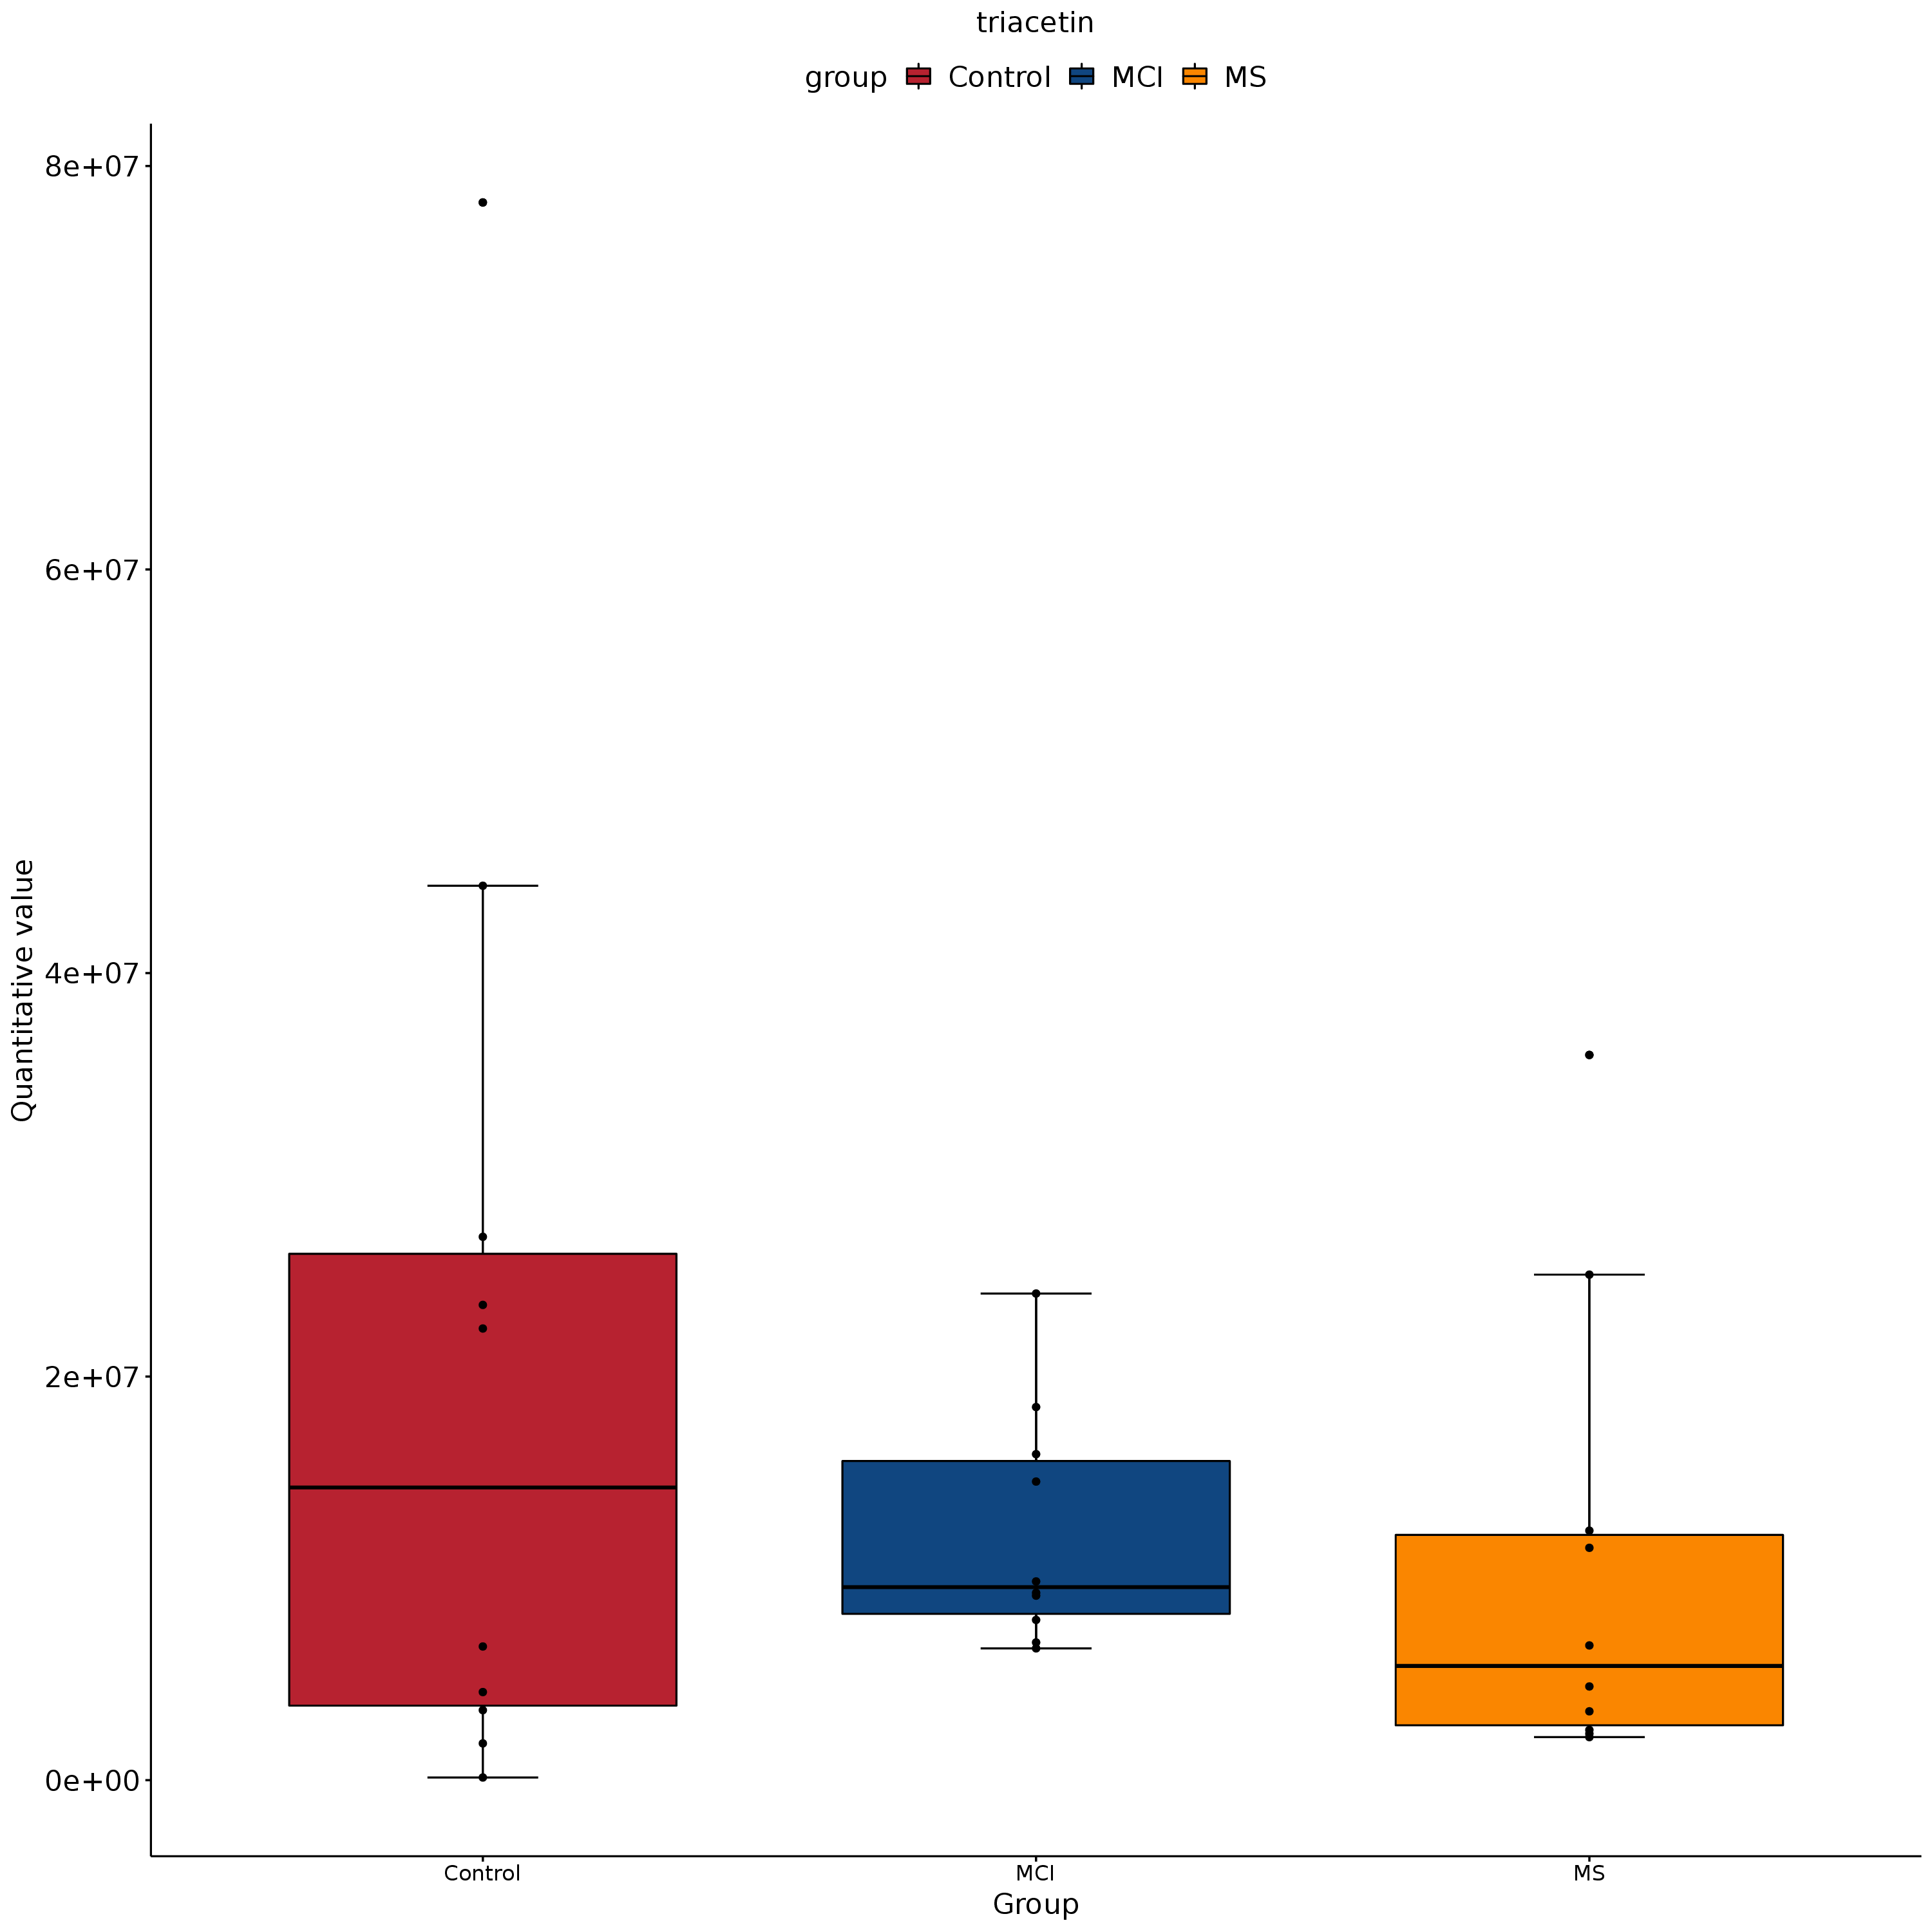 triacetin
group Control MCI MS
8e+07
6e+07
4e+07
2e+07
0e+00
Quantitative value
Control MCI MS
Group